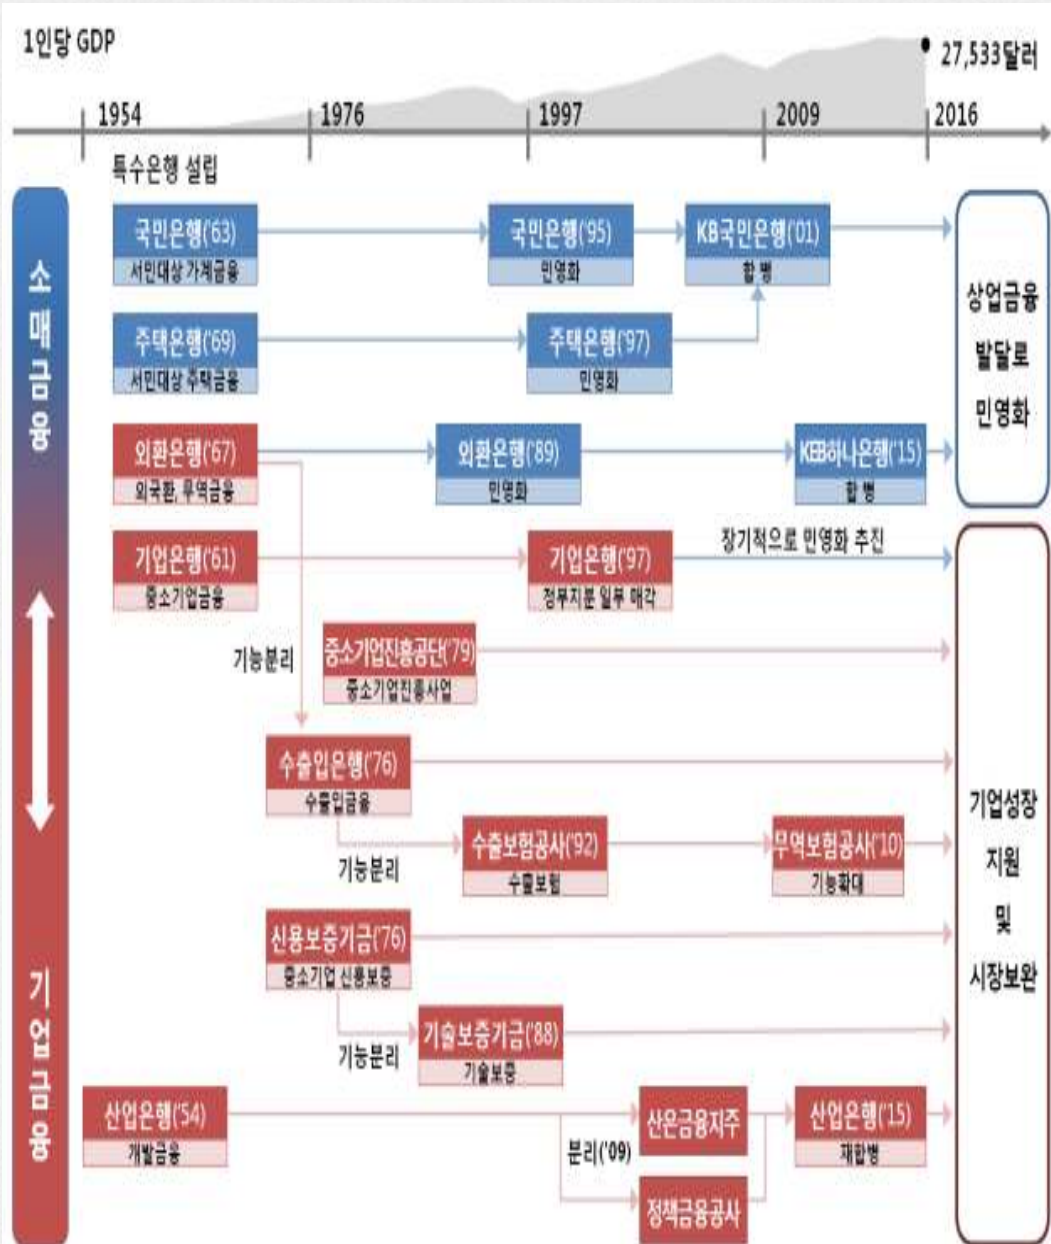 1인당 GDP
27,533달러
1954
1976
1997
2009
2016
특수은행 설립
소매금융
기업금융
국민은행('63)
서민대상 가계금융
국민은행('95)
민영화
KB국민은행('01)
합 병
주택은행('69)
서민대상 주택금융
주택은행('97)
민영화
외환은행('67)
외국환, 무역금융
외환은행('89)
민영화
KEB하나은행('15)
합 병
상업금융
발달로
민영화
기업은행('61)
중소기업금융
기업은행('97)
정부지분 일부 매각
장기적으로 민영화 추진
기능분리
중소기업진흥공단('79)
중소기업진흥사업
수출입은행('76)
수출입금융
기능분리
수출보험공사('92)
수출보험
무역보험공사('10)
기능확대
신용보증기금('76)
중소기업 신용보증
기능분리
기술보증기금('88)
기술보증
산업은행('54)
개발금융
분리('09)
산은금융지주
정책금융공사
산업은행('15)
재합병
기업성장
지원
및
시장보완